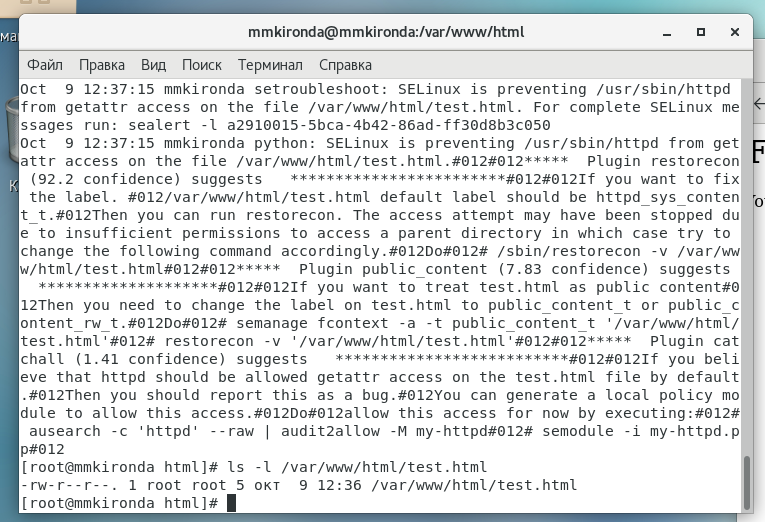 mmkironda@mmkironda:/var/www/html
Файл Правка Вид Поиск Терминал Справка
Oct  9 12:37:15 mmkironda setroubleshoot: SELinux is preventing /usr/sbin/httpd
from getattr access on the file /var/www/html/test.html. For complete SELinux me
ssages run: sealert -l a2910015-5bca-4b42-86ad-ff30d8b3c050
Oct  9 12:37:15 mmkironda python: SELinux is preventing /usr/sbin/httpd from get
attr access on the file /var/www/html/test.html.#012#012*****  Plugin restorecon
 (92.2 confidence) suggests   ************************#012#012If you want to fix
 the label. #012/var/www/html/test.html default label should be httpd_sys_conten
t_t.#012Then you can run restorecon. The access attempt may have been stopped du
e to insufficient permissions to access a parent directory in which case try to
change the following command accordingly.#012Do#012# /sbin/restorecon -v /var/ww
w/html/test.html#012#012*****  Plugin public_content (7.83 confidence) suggests
  ********************#012#012If you want to treat test.html as public content#0
12Then you need to change the label on test.html to public_content_t or public_c
ontent_rw_t.#012Do#012# semanage fcontext -a -t public_content_t '/var/www/html/
test.html'#012# restorecon -v '/var/www/html/test.html'#012#012*****  Plugin cat
chall (1.41 confidence) suggests   **************************#012#012If you beli
eve that httpd should be allowed getattr access on the test.html file by default
.#012Then you should report this as a bug.#012You can generate a local policy mo
dule to allow this access.#012Do#012allow this access for now by executing:#012#
 ausearch -c 'httpd' --raw | audit2allow -M my-httpd#012# semodule -i my-httpd.p
p#012
[root@mmkironda html]# ls -l /var/www/html/test.html
-rw-r--r--. 1 root root 5 окт  9 12:36 /var/www/html/test.html
[root@mmkironda html]#